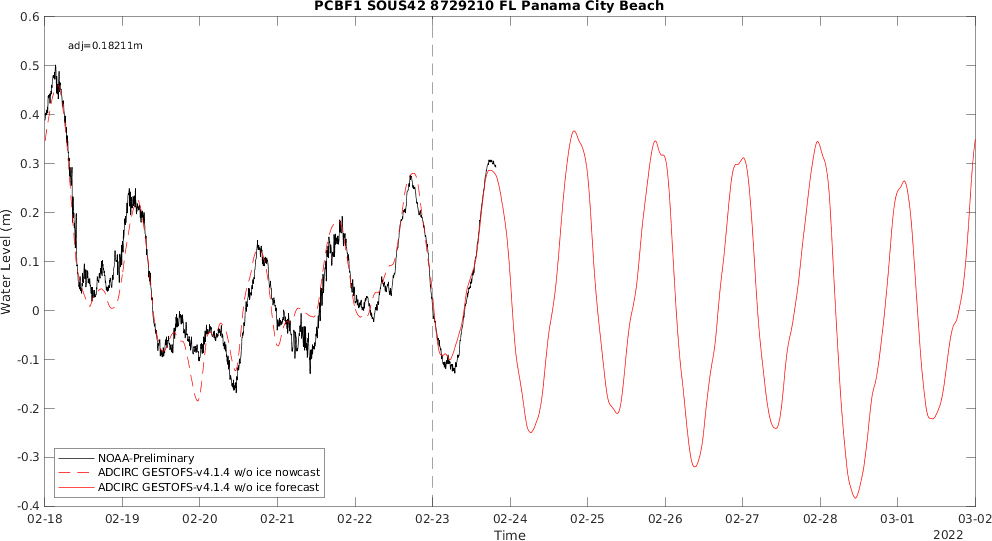 PCBF1 SOUS42 8729210 FL Panama City Beach
adj=0.18211m
0.6
0.5
0.4
0.3
0.2
0.1
0
-0.1
-0.2
-0.3
-0.4
Water Level (m)
NOAA-Preliminary
ADCIRC GESTOFS-v4.1.4 w/o ice nowcast
ADCIRC GESTOFS-v4.1.4 w/o ice forecast
02-18 02-19 02-20 02-21 02-22 02-23 02-24 02-25 02-26 02-27 02-28 03-01 03-02
Time
2022